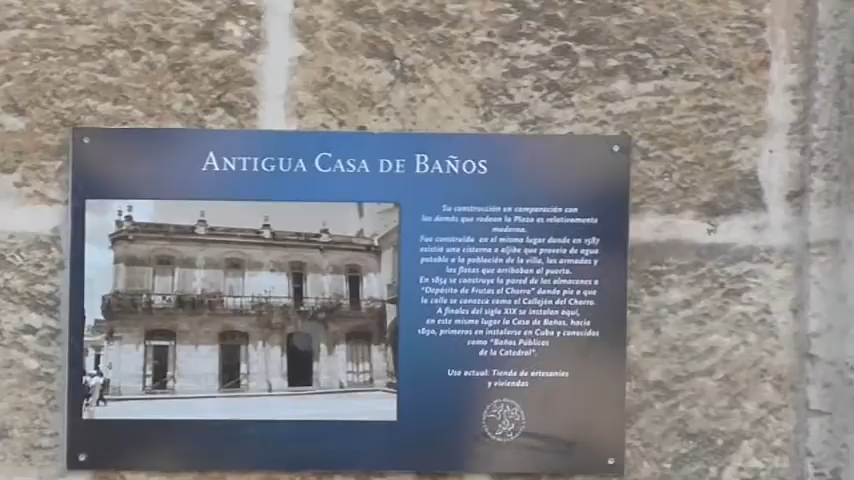 ANTIGUA CASA DE BAÑOS
Su construcción en comparación con
las demás que rodean la Plaza es relativamente
moderna.
Fue construida en el mismo lugar donde en 1587
existía una cisterna o aljibe que proveía de agua
potable a la población de la villa, las armadas y
las flotas que arribaban al puerto.
En 1854 se construye la pared de los almacenes o
"Depósito de Frutas el Chorro" dando pie a que
la calle se conozca como el Callejón del Chorro.
A finales del siglo XIX se instalan aquí,
en este mismo lugar la Casa de Baños, hacia
1890, primeros en instalarse en Cuba y conocidos
como "Baños Públicos
de la Catedral".
Uso actual: Tienda de artesanías
y viviendas